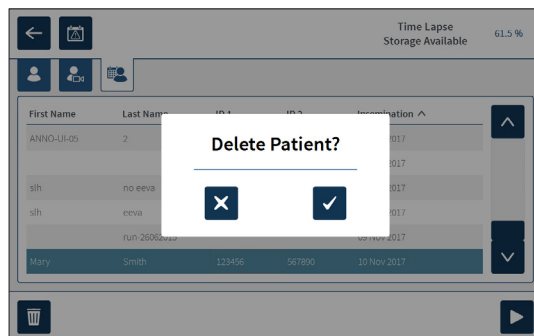 Time Lapse
Storage Available
61.5 %
First Name Last Name ID 1 ID 2 Insemination
ANNO-UI-05 2 2017
2017
slh no eeva 2017
slh eeva 2017
run-26062015 09 Nov 2017
Mary Smith 123456 567890 10 Nov 2017
Delete Patient?